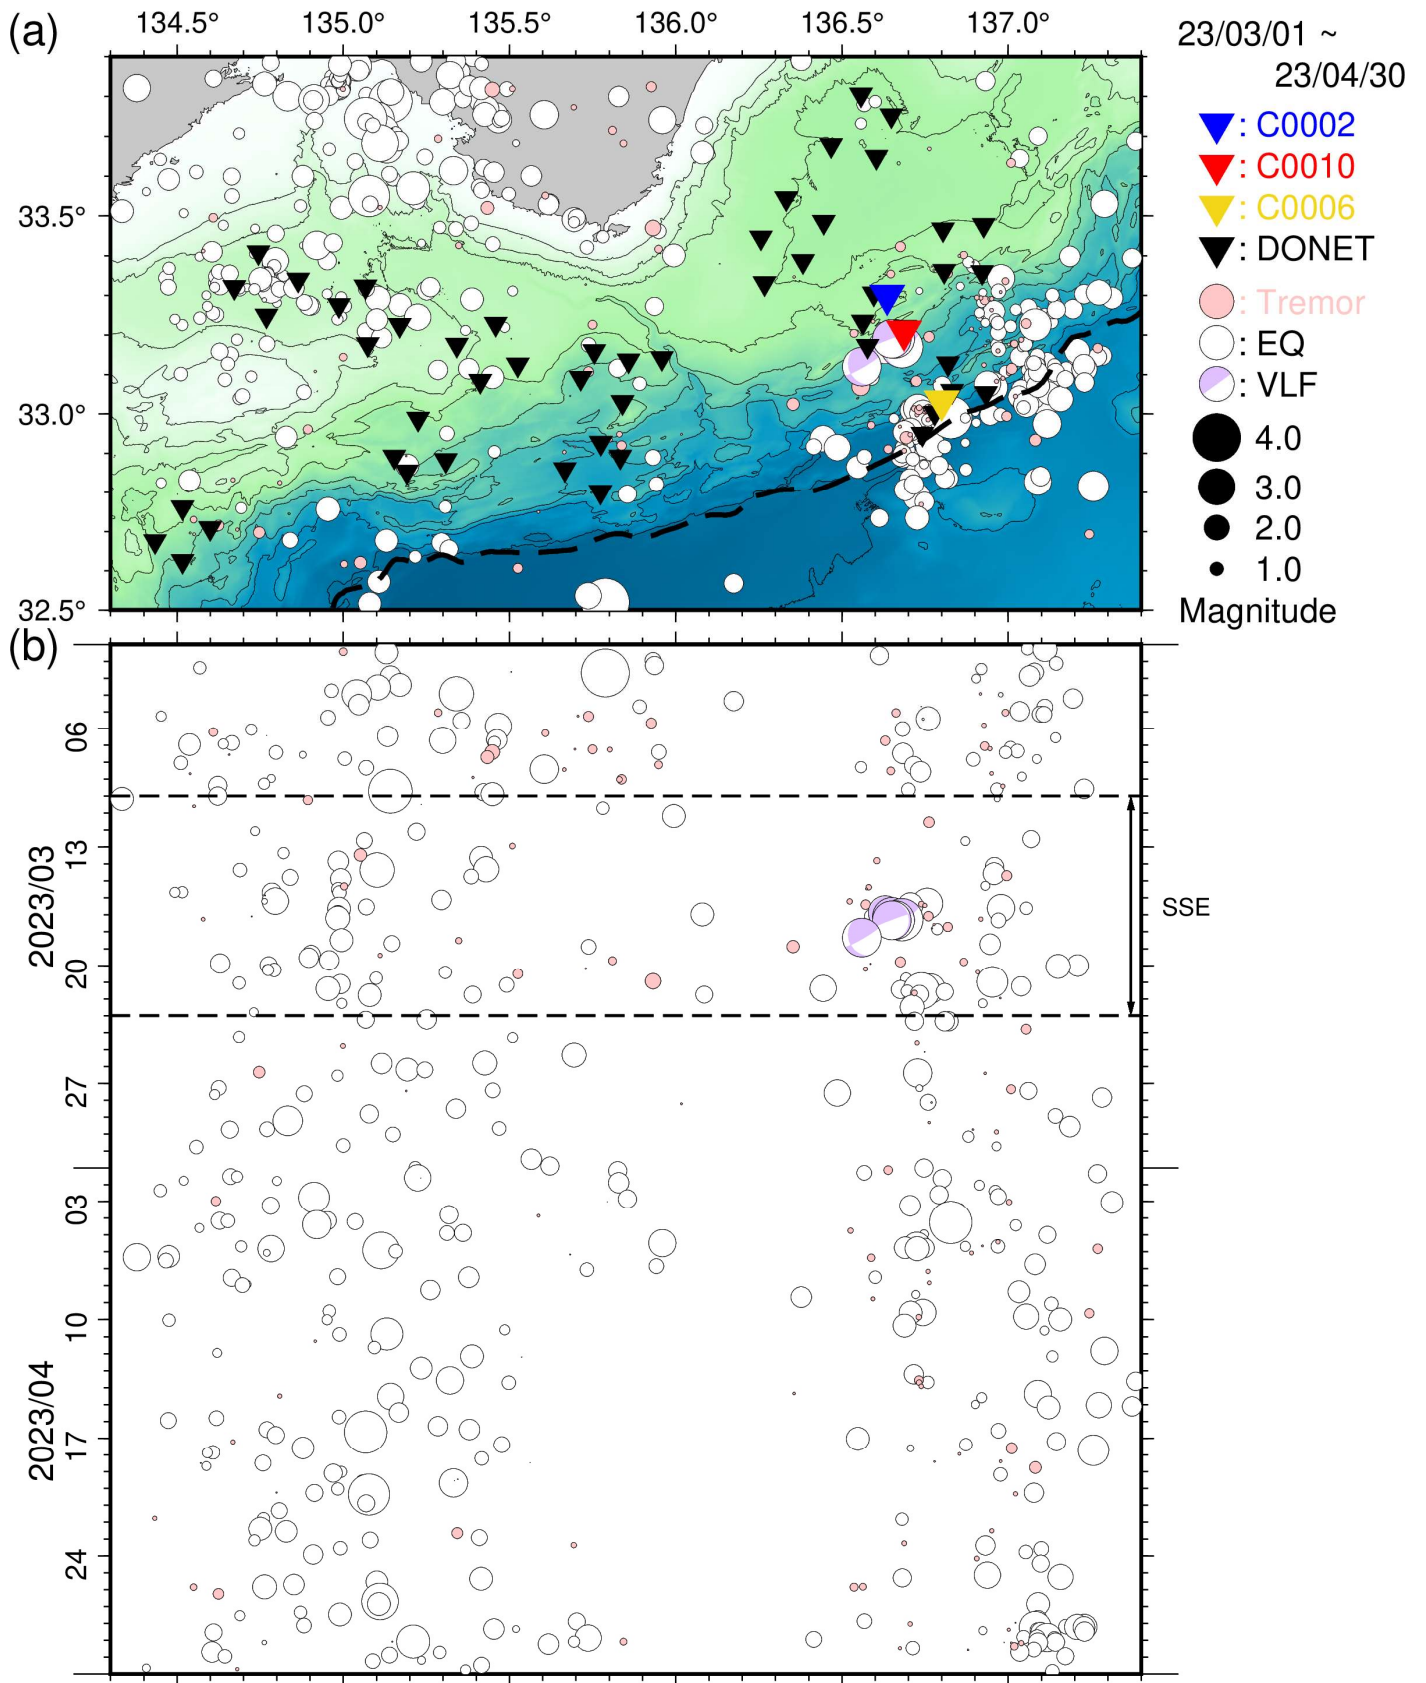 (a)
134.5° 135.0° 135.5° 136.0° 136.5° 137.0°
33.5°
33.0°
32.5°
23/03/01 ~
23/04/30
: C0002
: C0010
: C0006
: DONET
: Tremor
: EQ
: VLF
4.0
3.0
2.0
1.0
Magnitude
(b)
06
13
20
27
03
10
17
24
2023/03
2023/04
SSE